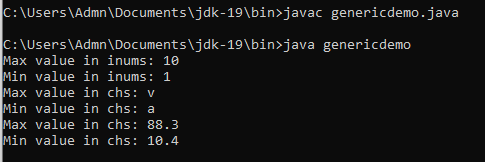 C:\Users\Admn\Documents\jdk-19\bin>javac genericdemo.java
C:\Users\Admn\Documents\jdk-19\bin>java genericdemo
Max value in inums: 10
Min value in inums: 1
Max value in chs: v
Min value in chs: a
Max value in chs: 88.3
Min value in chs: 10.4